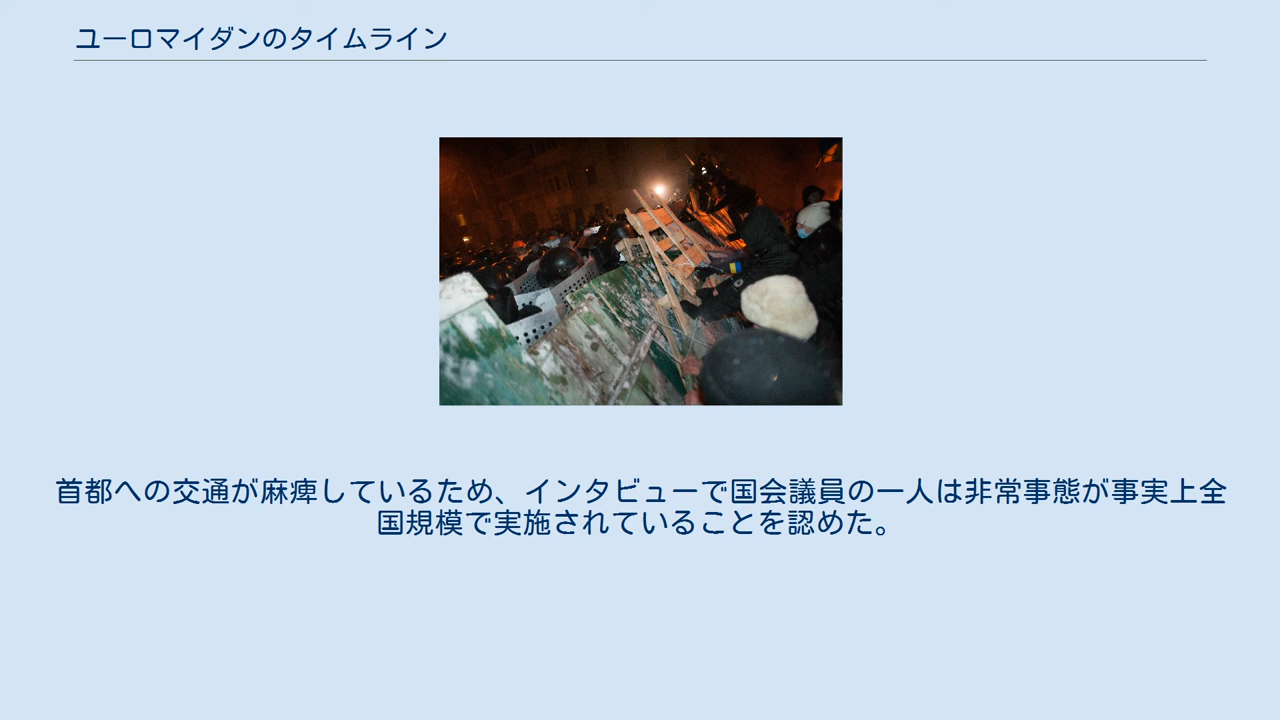 ユーロマイダンのタイムライン
首都への交通が麻痺しているため、インタビューで国会議員の一人は非常事態が事実上全
国規模で実施されていることを認めた。